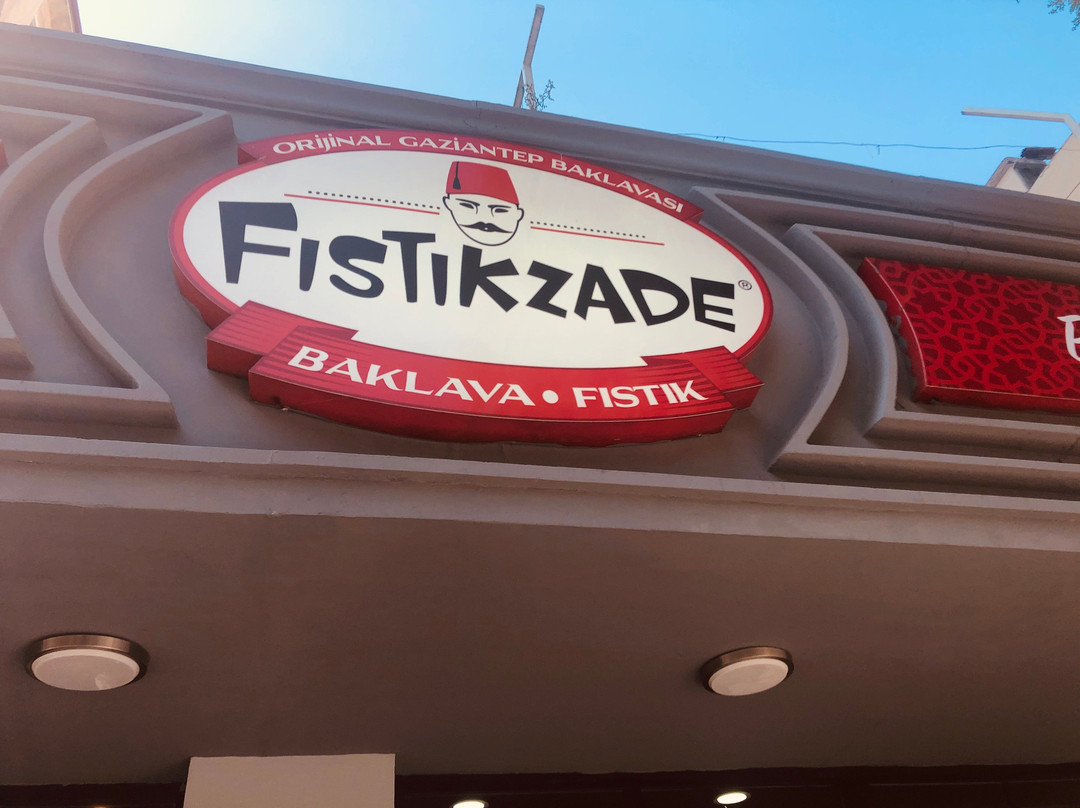 ORİJİNAL GAZİANTEP BAKLAVASI
FISTIKZADE®
BAKLAVA • FISTIK